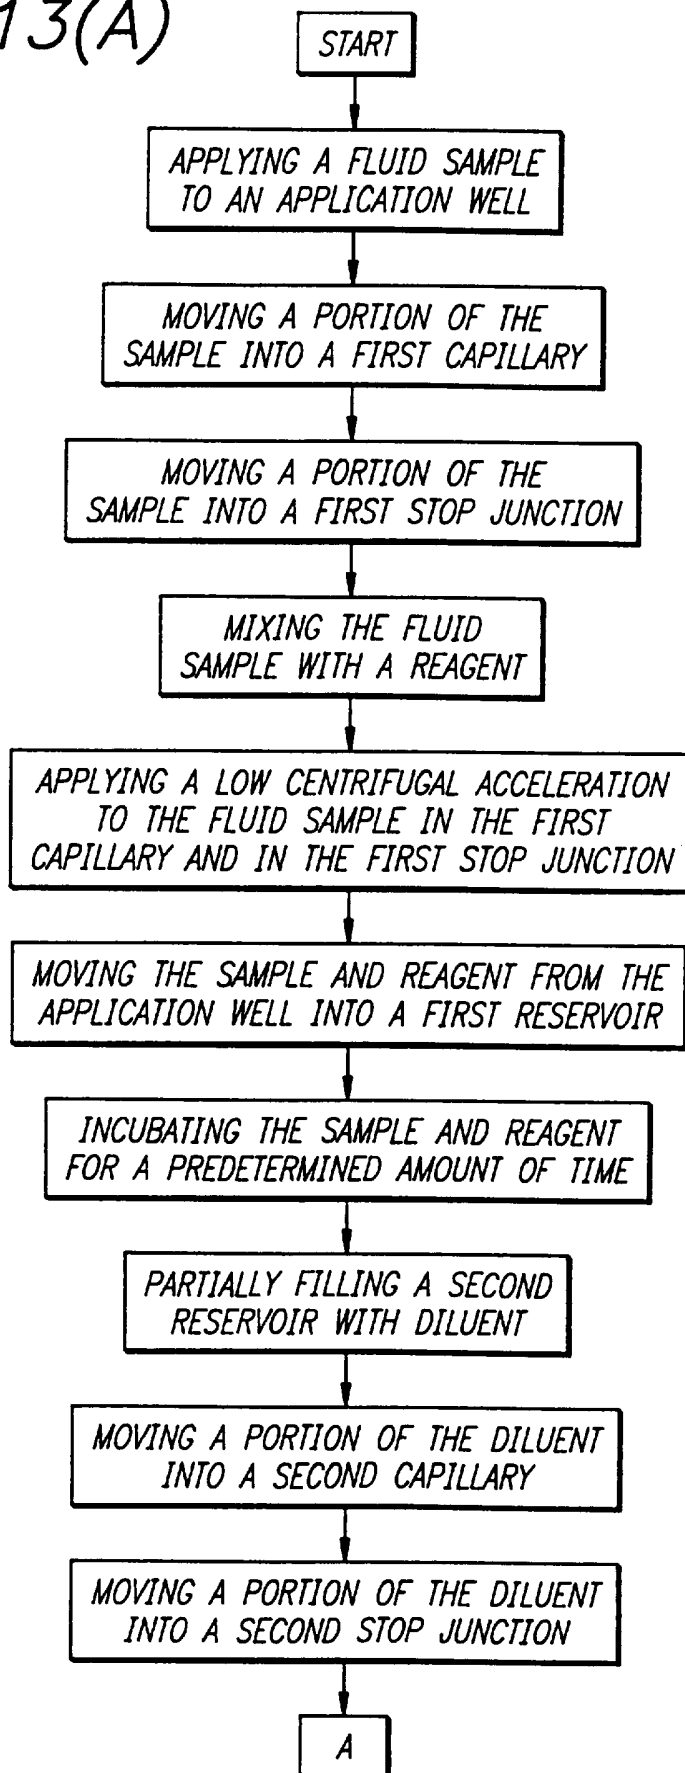 13(A)
START
APPLYING A FLUID SAMPLE
TO AN APPLICATION WELL
MOVING A PORTION OF THE
SAMPLE INTO A FIRST CAPILLARY
MOVING A PORTION OF THE
SAMPLE INTO A FIRST STOP JUNCTION
MIXING THE FLUID
SAMPLE WITH A REAGENT
APPLYING A LOW CENTRIFUGAL ACCELERATION
TO THE FLUID SAMPLE IN THE FIRST
CAPILLARY AND IN THE FIRST STOP JUNCTION
MOVING THE SAMPLE AND REAGENT FROM THE
APPLICATION WELL INTO A FIRST RESERVOIR
INCUBATING THE SAMPLE AND REAGENT
FOR A PREDETERMINED AMOUNT OF TIME
PARTIALLY FILLING A SECOND
RESERVOIR WITH DILUENT
MOVING A PORTION OF THE DILUENT
INTO A SECOND CAPILLARY
MOVING A PORTION OF THE DILUENT
INTO A SECOND STOP JUNCTION
A